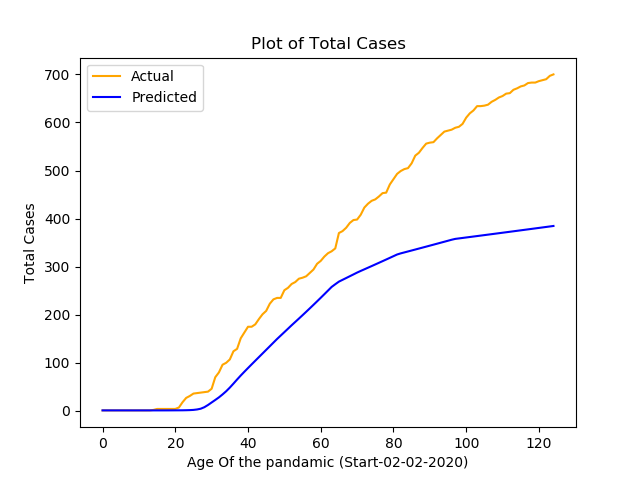 Plot of Total Cases
Actual
Predicted
700
600
500
400
300
200
100
0
Total Cases
0 20 40 60 80 100 120
Age Of the pandamic (Start-02-02-2020)